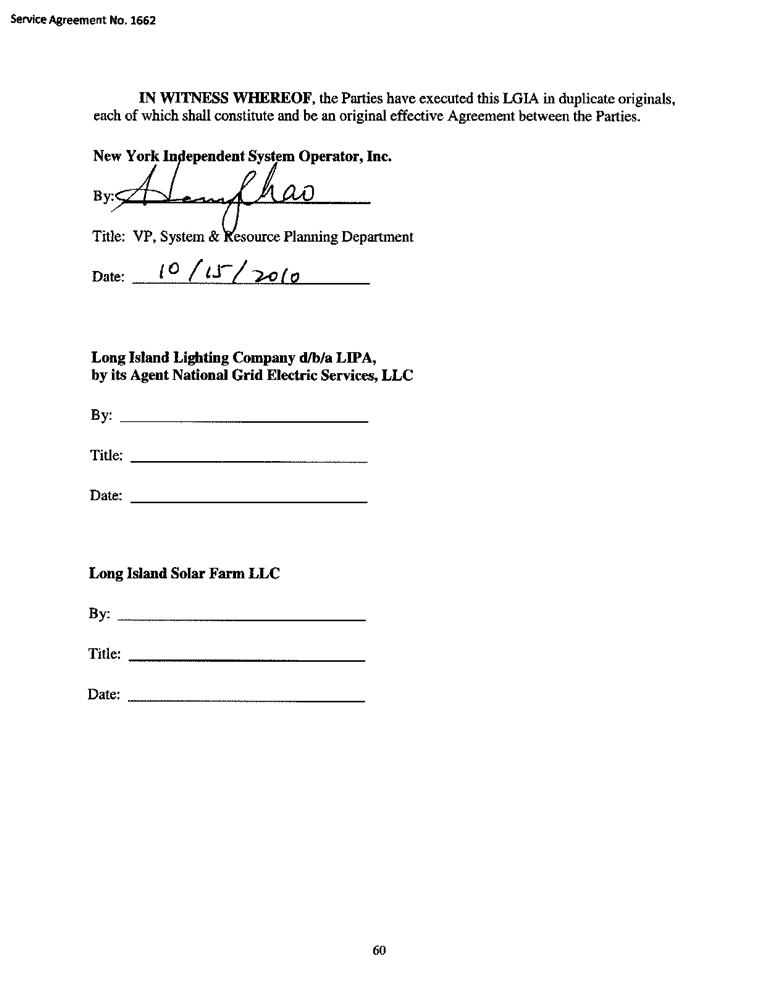 Service Agreement No. 1662
IN WITNESS WHEREOF, the Parties have executed this LGIA in duplicate originals,
each of which shall constitute and be an original effective Agreement between the Parties.
New York Independent System Operator, Inc.
By: Henry Chao
Title: VP, System & Resource Planning Department
Date: 10/15/2010
Long Island Lighting Company d/b/a LIPA,
by its Agent National Grid Electric Services, LLC
By:
Title:
Date:
Long Island Solar Farm LLC
By:
Title:
Date:
60